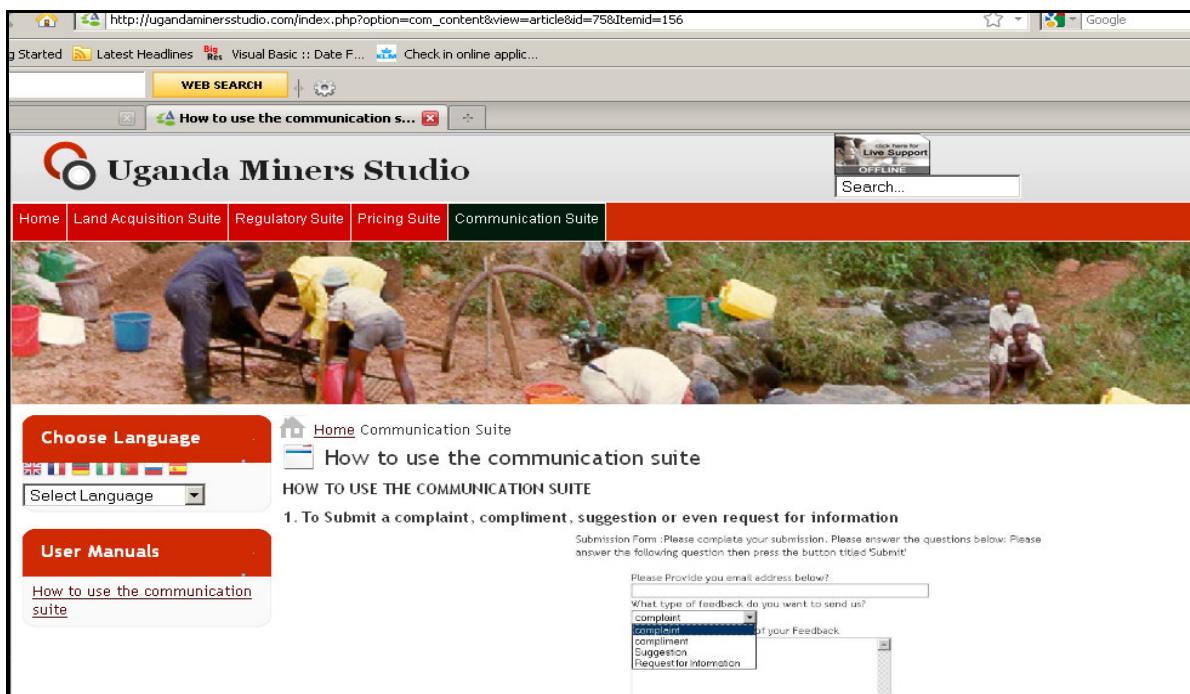 http://ugandaminersstudio.com/index.php?option=com_content&view=article&id=75&Itemid=156
Google
g Started Latest Headlines Big Res Visual Basic :: Date F... KLM Check in online applic...
WEB SEARCH
How to use the communication s...
Uganda Miners Studio
click here for
Live Support
OFFLINE
Search...
Home Land Acquisition Suite Regulatory Suite Pricing Suite Communication Suite
Choose Language
Select Language
User Manuals
How to use the communication
suite
Home Communication Suite
How to use the communication suite
HOW TO USE THE COMMUNICATION SUITE
1. To Submit a complaint, compliment, suggestion or even request for information
Submission Form :Please complete your submission. Please answer the questions below: Please
answer the following question then press the button titled 'Submit'
Please Provide you email address below?
What type of feedback do you want to send us?
complaint
complaint of your Feedback
compliment
Suggestion
Request for Information